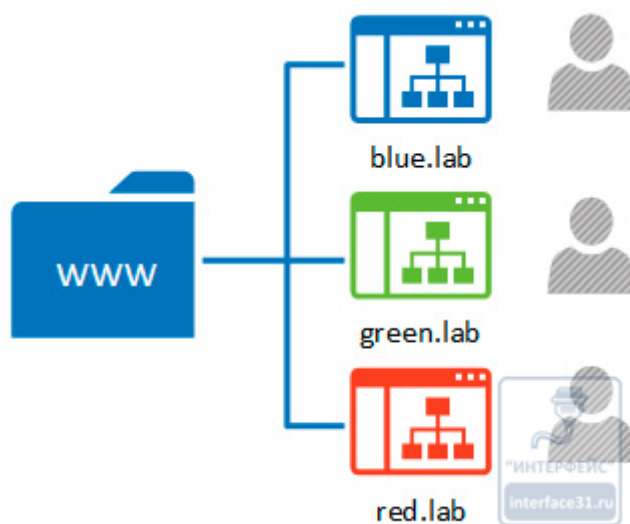 www
blue.lab
green.lab
red.lab
"ИНТЕРФЕЙС"
interface31.ru